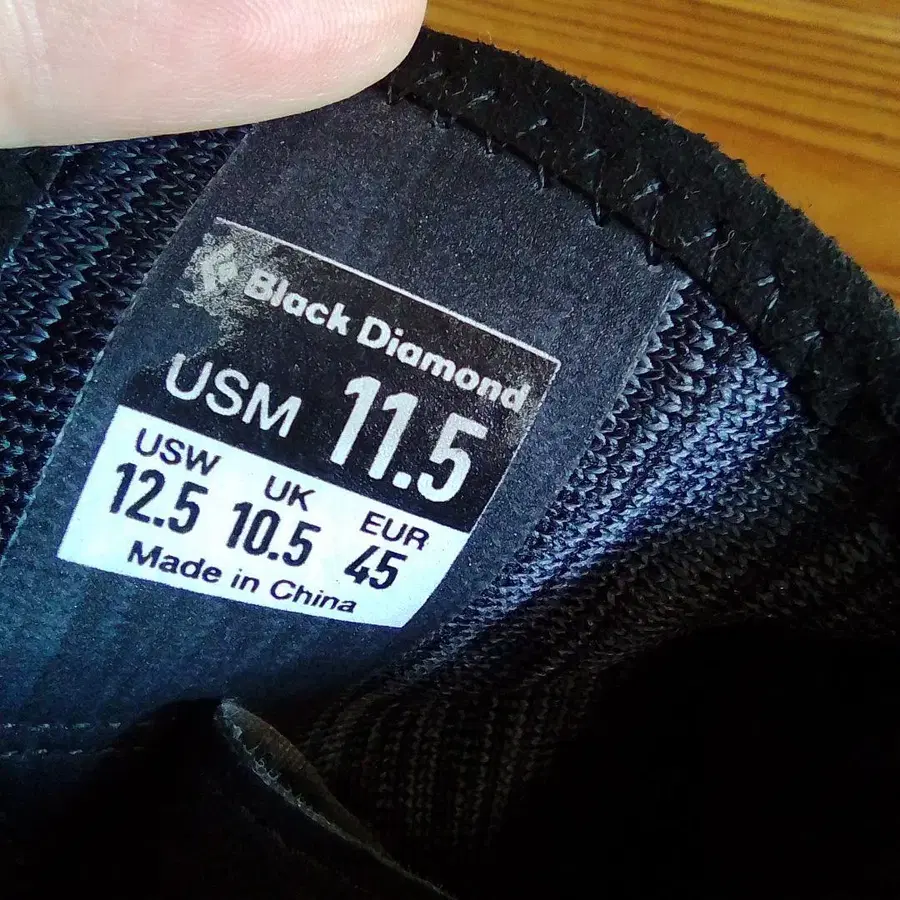 Black Diamond
USM 11.5
USW UK EUR
12.5 10.5 45
Made in China